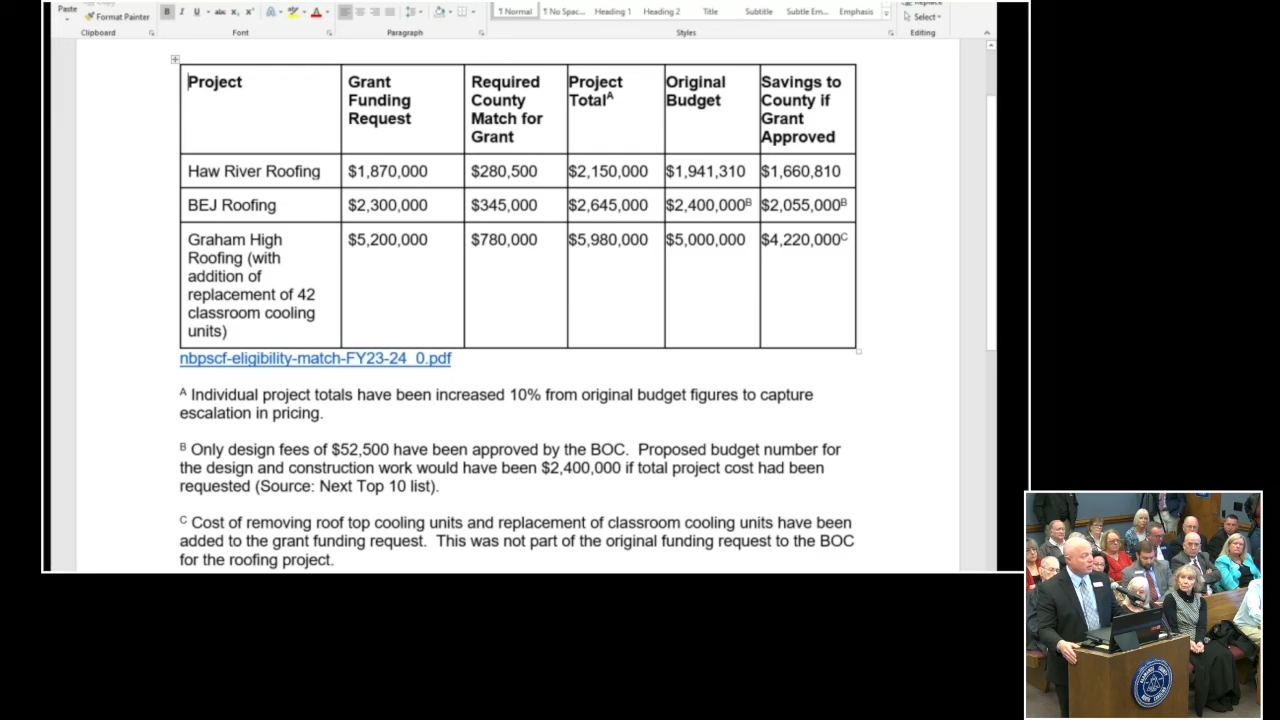 Paste
Format Painter
B I U abc X₂ X²
¶ Normal ¶ No Spac... Heading 1 Heading 2 Title Subtitle Subtle Em... Emphasis
Replace
Select
Clipboard Font Paragraph Styles Editing
Project Grant Funding Request Required County Match for Grant Project Totalᴬ Original Budget Savings to County if Grant Approved
Haw River Roofing $1,870,000 $280,500 $2,150,000 $1,941,310 $1,660,810
BEJ Roofing $2,300,000 $345,000 $2,645,000 $2,400,000ᴮ $2,055,000ᴮ
Graham High Roofing (with addition of replacement of 42 classroom cooling units) $5,200,000 $780,000 $5,980,000 $5,000,000 $4,220,000ᶜ
nbpscf-eligibility-match-FY23-24_0.pdf
ᴬ Individual project totals have been increased 10% from original budget figures to capture
escalation in pricing.
ᴮ Only design fees of $52,500 have been approved by the BOC. Proposed budget number for
the design and construction work would have been $2,400,000 if total project cost had been
requested (Source: Next Top 10 list).
ᶜ Cost of removing roof top cooling units and replacement of classroom cooling units have been
added to the grant funding request. This was not part of the original funding request to the BOC
for the roofing project.